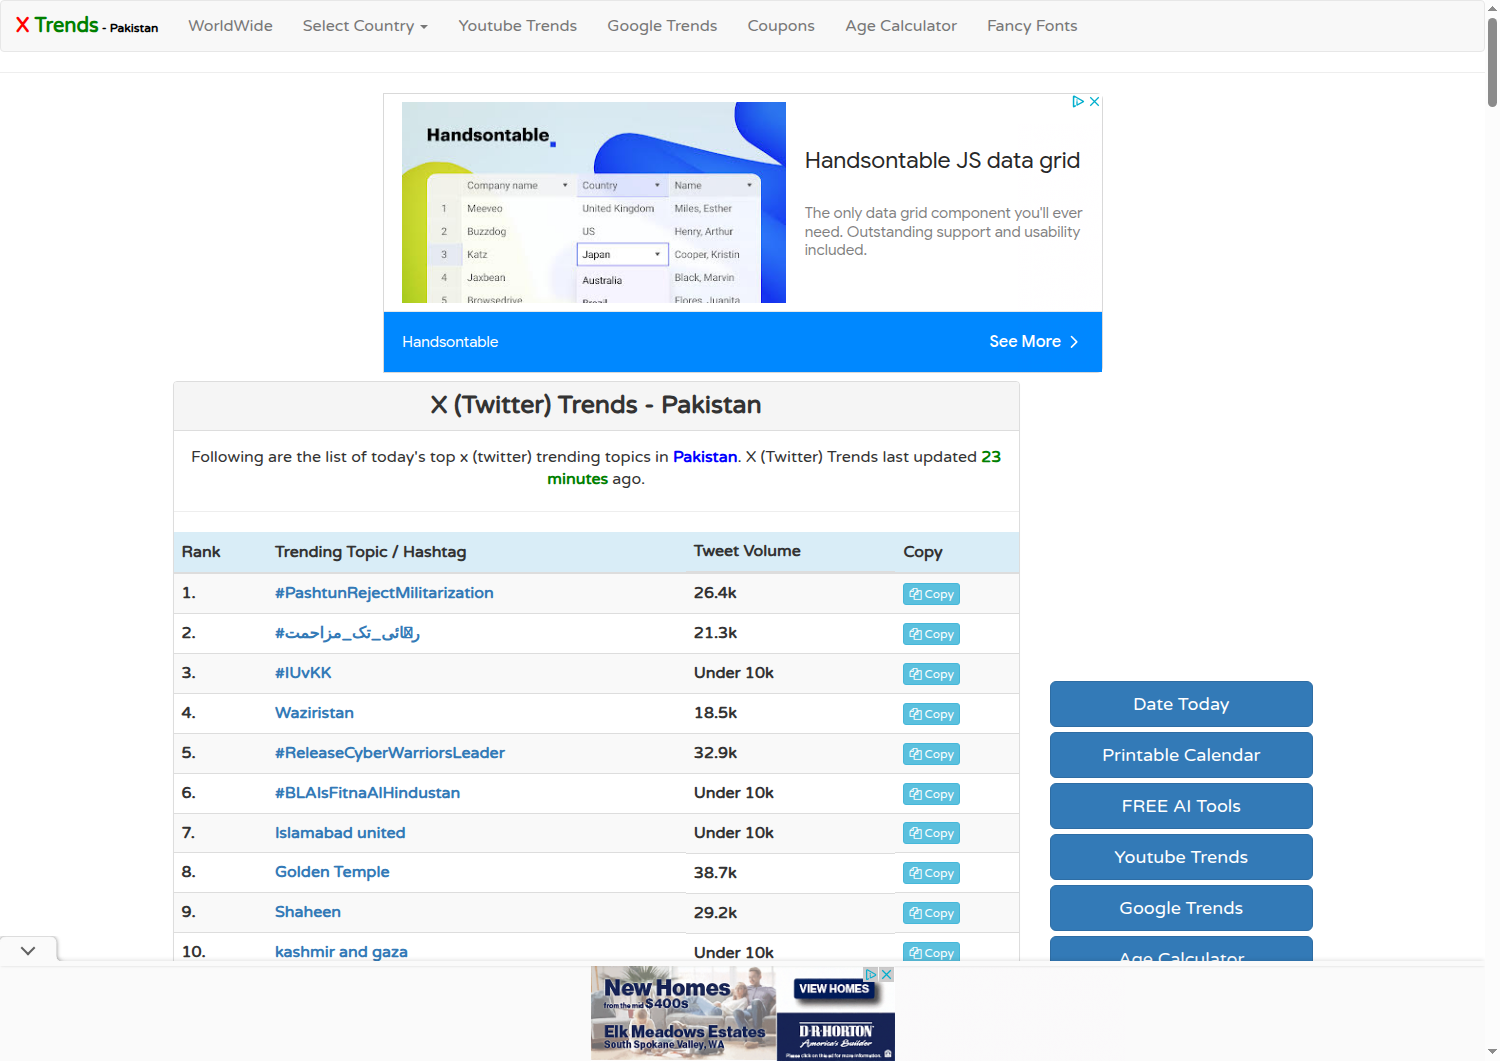 X Trends - Pakistan
WorldWide
Select Country
Youtube Trends
Google Trends
Coupons
Age Calculator
Fancy Fonts
Handsontable
Company name Country Name
1 Meeveo United Kingdom Miles, Esther
2 Buzzdog US Henry, Arthur
3 Katz Japan Cooper, Kristin
4 Jaxbean Australia Black, Marvin
5 Browsedrive Brazil Flores, Juanita
Handsontable JS data grid
The only data grid component you'll ever
need. Outstanding support and usability
included.
Handsontable
See More
X (Twitter) Trends - Pakistan
Following are the list of today's top x (twitter) trending topics in Pakistan. X (Twitter) Trends last updated 23
minutes ago.
Rank Trending Topic / Hashtag Tweet Volume Copy
1. #PashtunRejectMilitarization 26.4k Copy
2. #مزاحمت_تک_ر 21.3k Copy
3. #IUvKK Under 10k Copy
4. Waziristan 18.5k Copy
5. #ReleaseCyberWarriorsLeader 32.9k Copy
6. #BLAIsFitnaAlHindustan Under 10k Copy
7. Islamabad united Under 10k Copy
8. Golden Temple 38.7k Copy
9. Shaheen 29.2k Copy
10. kashmir and gaza Under 10k Copy
Date Today
Printable Calendar
FREE AI Tools
Youtube Trends
Google Trends
Age Calculator
New Homes
from the mid $400s
Elk Meadows Estates
South Spokane Valley, WA
VIEW HOMES
D·R·HORTON
America's Builder
Please click on this ad for more information.